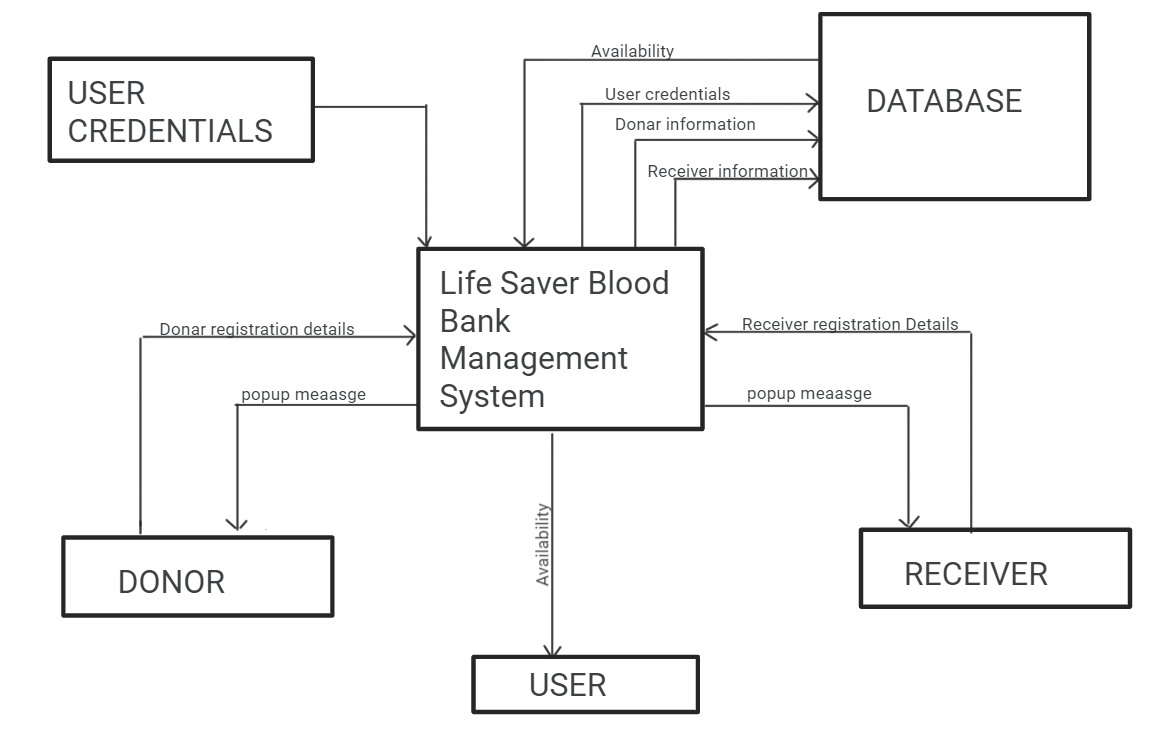 Availability
USER
CREDENTIALS
User credentials
DATABASE
Donar information
Receiver information
Life Saver Blood
Bank
Management
System
Donar registration details
Receiver registration Details
popup meaasge
popup meaasge
Availability
DONOR
RECEIVER
USER